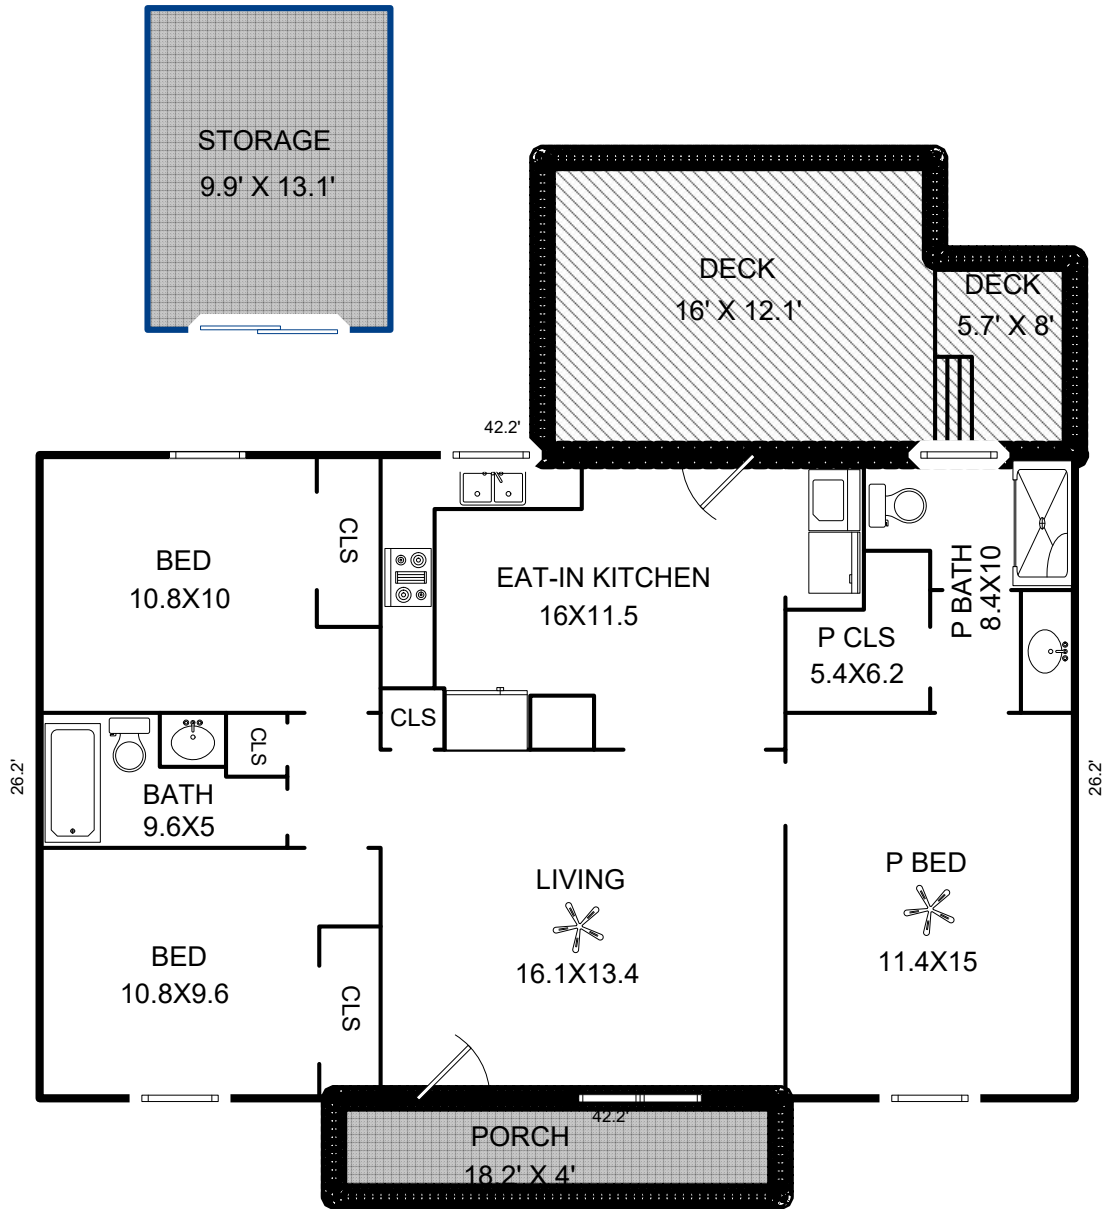 STORAGE
9.9' X 13.1'
DECK
16' X 12.1'
DECK
5.7' X 8'
42.2'
BED
10.8X10
CLS
EAT-IN KITCHEN
16X11.5
P BATH
8.4X10
P CLS
5.4X6.2
CLS
CLS
BATH
9.6X5
26.2'
26.2'
LIVING
16.1X13.4
P BED
11.4X15
BED
10.8X9.6
CLS
42.2'
PORCH
18.2' X 4'